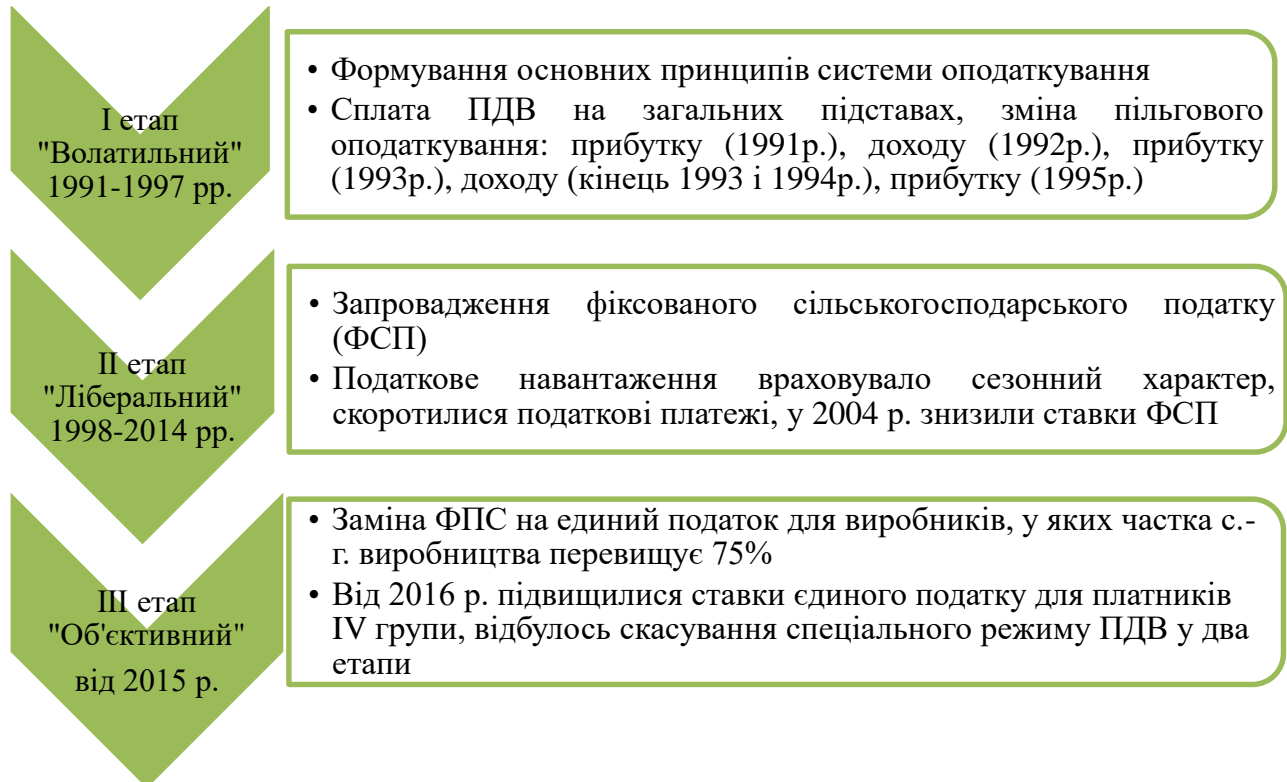 І етап
"Волатильний"
1991-1997 рр.
• Формування основних принципів системи оподаткування
• Сплата ПДВ на загальних підставах, зміна пільгового
оподаткування: прибутку (1991р.), доходу (1992р.), прибутку
(1993р.), доходу (кінець 1993 і 1994р.), прибутку (1995р.)
ІІ етап
"Ліберальний"
1998-2014 рр.
• Запровадження фіксованого сільськогосподарського податку
(ФСП)
• Податкове навантаження враховувало сезонний характер,
скоротилися податкові платежі, у 2004 р. знизили ставки ФСП
ІІІ етап
"Об'єктивний"
від 2015 р.
• Заміна ФПС на единий податок для виробників, у яких частка с.-
г. виробництва перевищує 75%
• Від 2016 р. підвищилися ставки єдиного податку для платників
IV групи, відбулось скасування спеціального режиму ПДВ у два
етапи